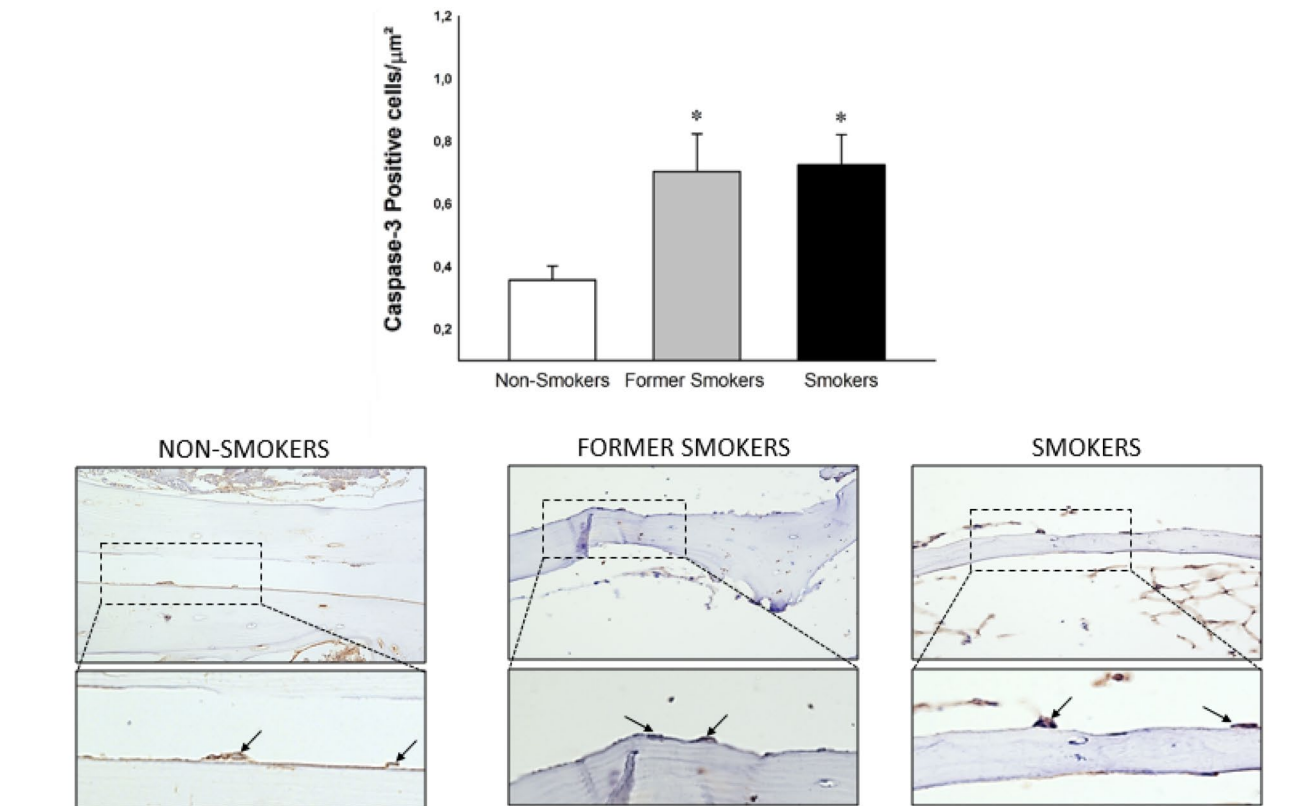 Caspase-3 Positive cells/μm²
1,2
1,0
0,8
0,6
0,4
0,2
*
*
Non-Smokers Former Smokers Smokers
NON-SMOKERS FORMER SMOKERS SMOKERS